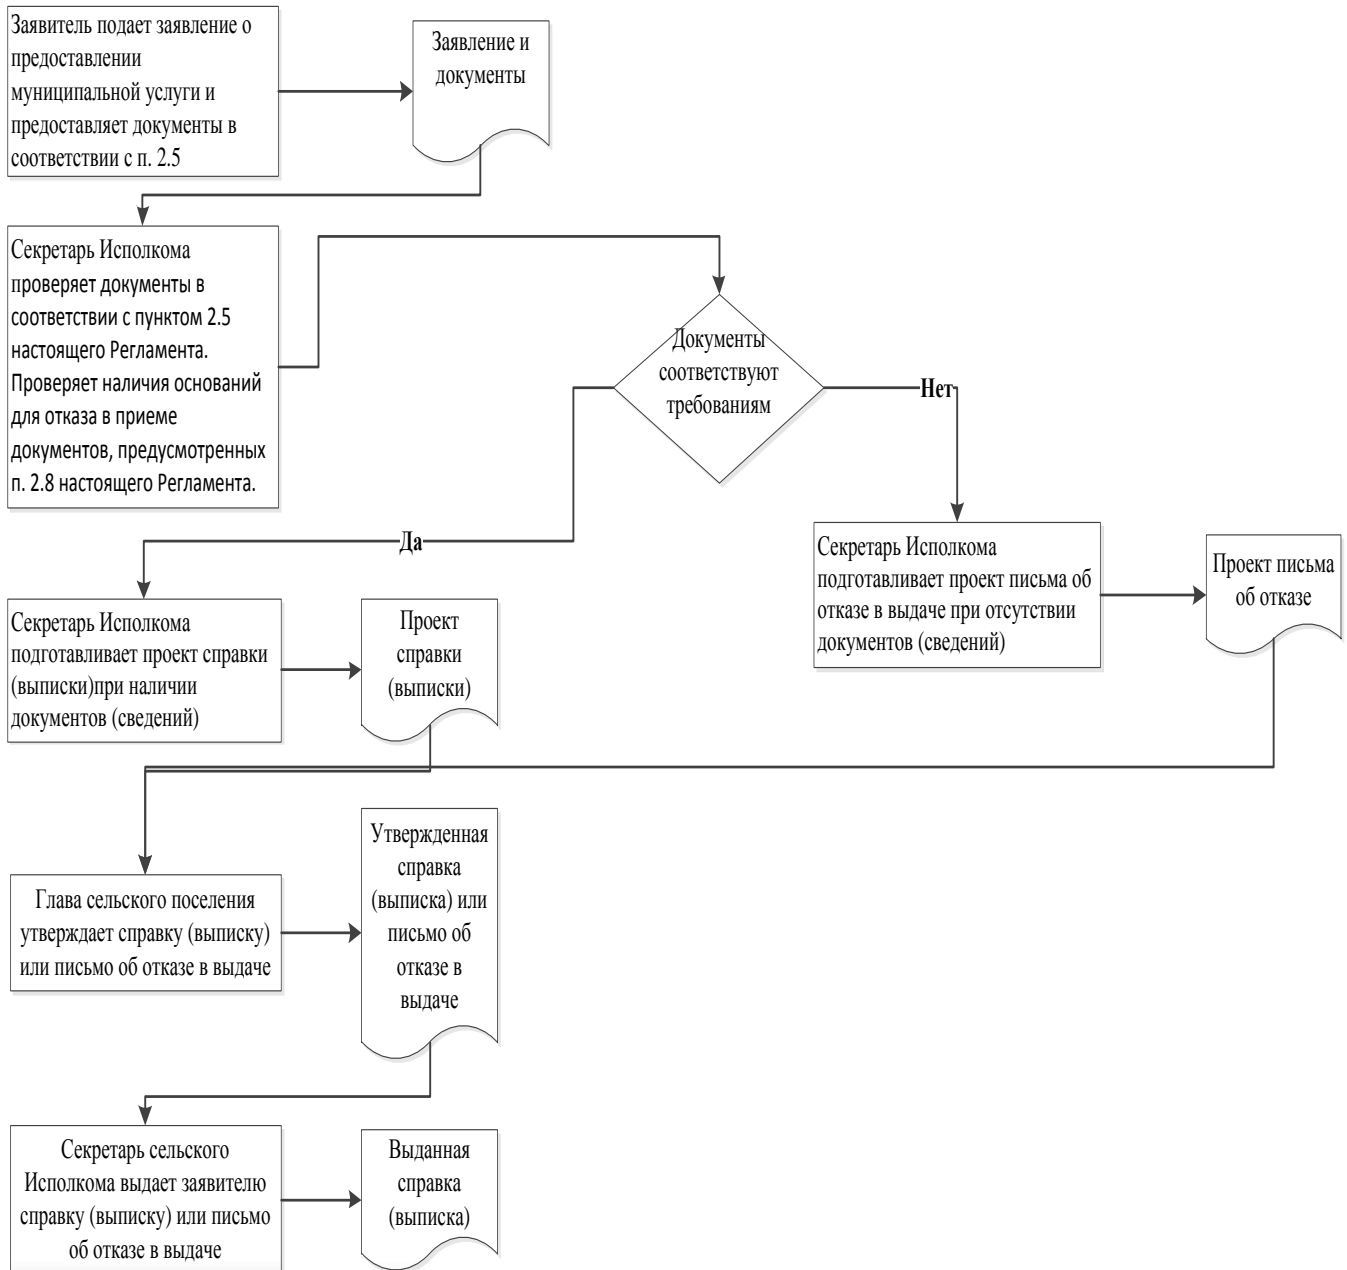 Заявитель подает заявление о
предоставлении
муниципальной услуги и
предоставляет документы в
соответствии с п. 2.5
Заявление и
документы
Секретарь Исполкома
проверяет документы в
соответствии с пунктом 2.5
настоящего Регламента.
Проверяет наличия оснований
для отказа в приеме
документов, предусмотренных
п. 2.8 настоящего Регламента.
Документы
соответствуют
требованиям
Нет
Да
Секретарь Исполкома
подготавливает проект письма об
отказе в выдаче при отсутствии
документов (сведений)
Проект письма
об отказе
Секретарь Исполкома
подготавливает проект справки
(выписки)при наличии
документов (сведений)
Проект
справки
(выписки)
Глава сельского поселения
утверждает справку (выписку)
или письмо об отказе в выдаче
Утвержденная
справка
(выписка) или
письмо об
отказе в
выдаче
Секретарь сельского
Исполкома выдает заявителю
справку (выписку) или письмо
об отказе в выдаче
Выданная
справка
(выписка)